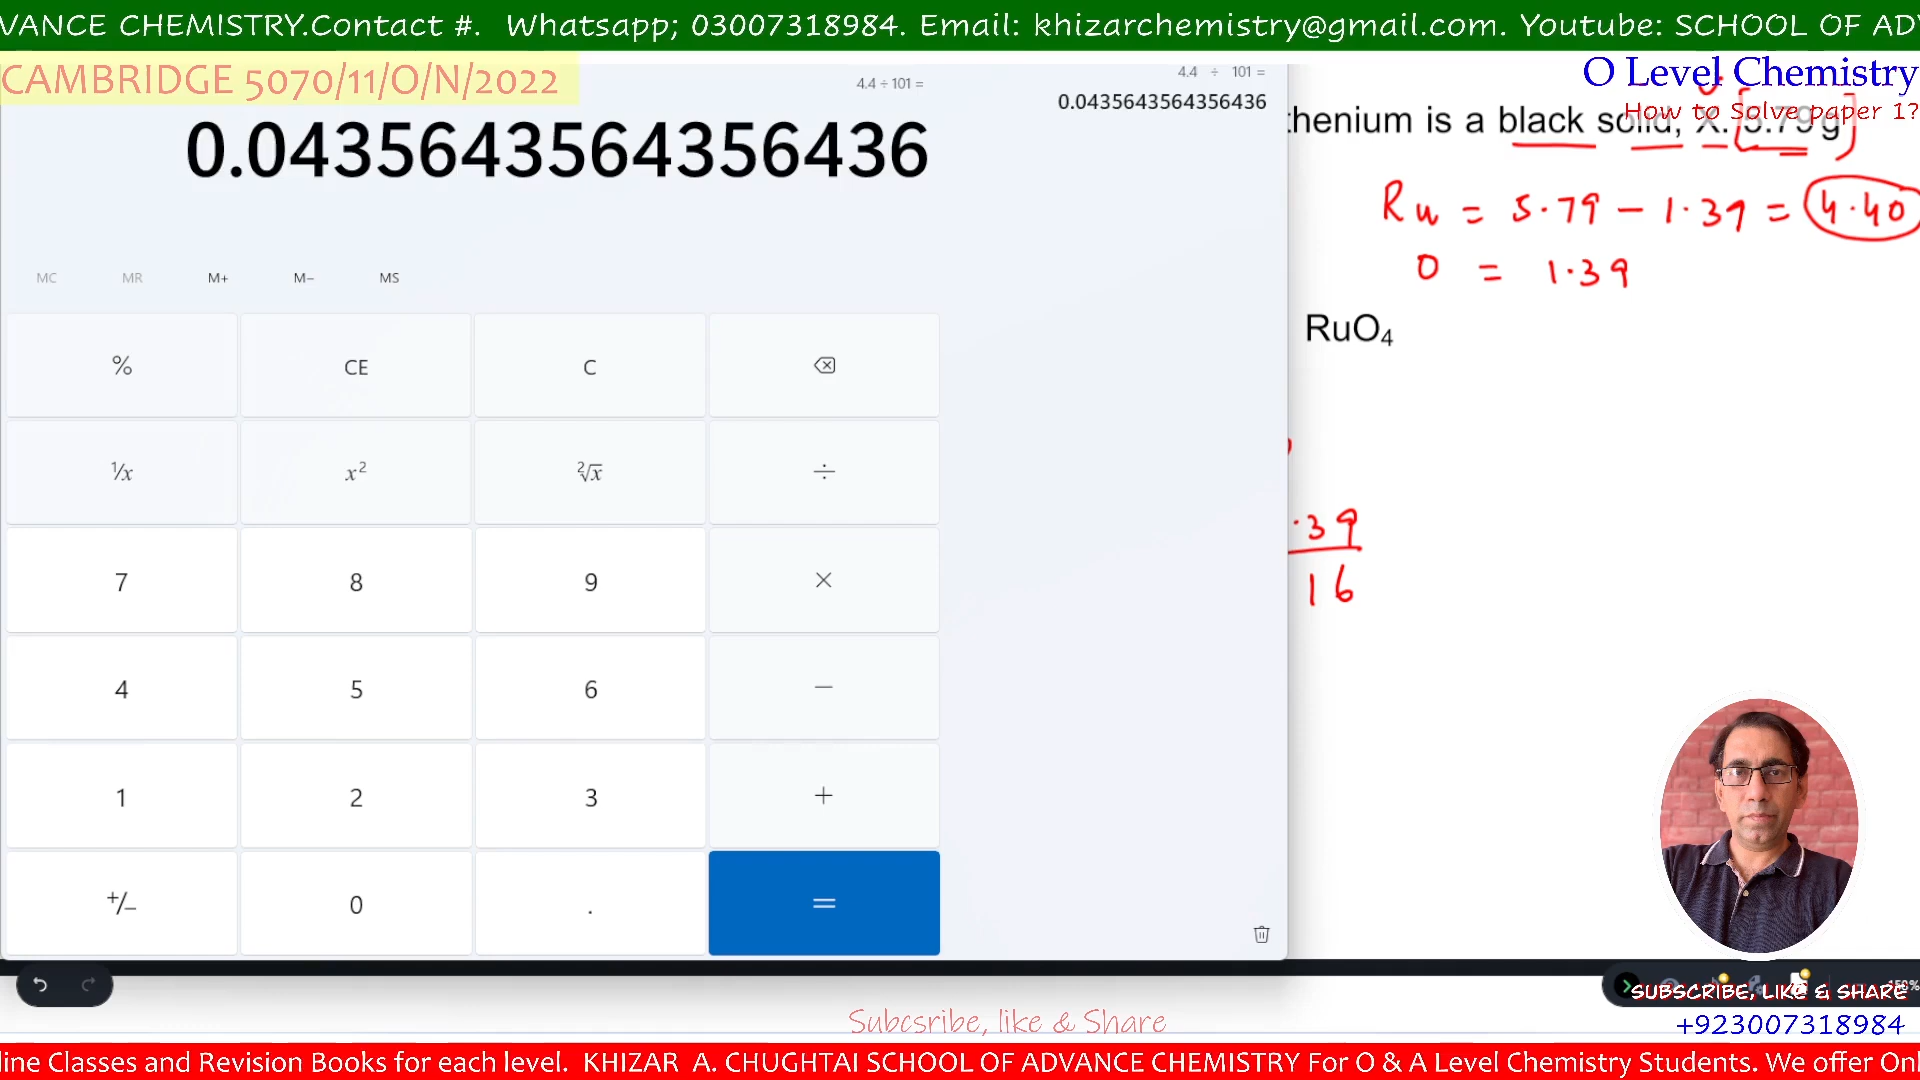 VANCE CHEMISTRY.Contact #. Whatsapp; 03007318984. Email: khizarchemistry@gmail.com. Youtube: SCHOOL OF AD
CAMBRIDGE 5070/11/O/N/2022
O Level Chemistry
How to Solve paper 1?
4.4 ÷ 101 =
4.4 ÷ 101 =
0.0435643564356436
0.0435643564356436
thenium is a black solid, X. [5.79 g]
Ru = 5.79 – 1.39 = 4.40
O = 1.39
RuO₄
MC MR M+ M− MS
% CE C
¹/x x² ²√x ÷
7 8 9 ×
4 5 6 −
1 2 3 +
+/− 0 . =
.39
16
SUBSCRIBE, LIKE & SHARE
Subcsribe, like & Share
+923007318984
line Classes and Revision Books for each level. KHIZAR A. CHUGHTAI SCHOOL OF ADVANCE CHEMISTRY For O & A Level Chemistry Students. We offer Onl